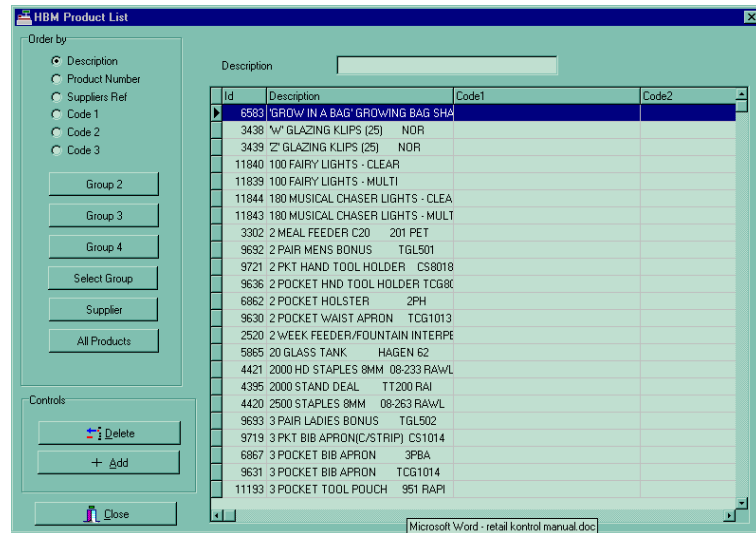 HBM Product List
Order by
Description
Product Number
Suppliers Ref
Code 1
Code 2
Code 3
Group 2
Group 3
Group 4
Select Group
Supplier
All Products
Controls
Delete
+ Add
Close
Description
Id Description Code1 Code2
6583 'GROW IN A BAG' GROWING BAG SHA
3438 'W' GLAZING KLIPS (25) NOR
3439 'Z' GLAZING KLIPS (25) NOR
11840 100 FAIRY LIGHTS - CLEAR
11839 100 FAIRY LIGHTS - MULTI
11844 180 MUSICAL CHASER LIGHTS - CLEA
11843 180 MUSICAL CHASER LIGHTS - MULT
3302 2 MEAL FEEDER C20 201 PET
9692 2 PAIR MENS BONUS TGL501
9721 2 PKT HAND TOOL HOLDER CS8018
9636 2 POCKET HND TOOL HOLDER TCG80
6862 2 POCKET HOLSTER 2PH
9630 2 POCKET WAIST APRON TCG1013
2520 2 WEEK FEEDER/FOUNTAIN INTERPE
5865 20 GLASS TANK HAGEN 62
4421 2000 HD STAPLES 8MM 08-233 RAWL
4395 2000 STAND DEAL TT200 RAI
4420 2500 STAPLES 8MM 08-263 RAWL
9693 3 PAIR LADIES BONUS TGL502
9719 3 PKT BIB APRON(C/STRIP) CS1014
6867 3 POCKET BIB APRON 3PBA
9631 3 POCKET BIB APRON TCG1014
11193 3 POCKET TOOL POUCH 951 RAPI
Microsoft Word - retail kontrol manual.doc